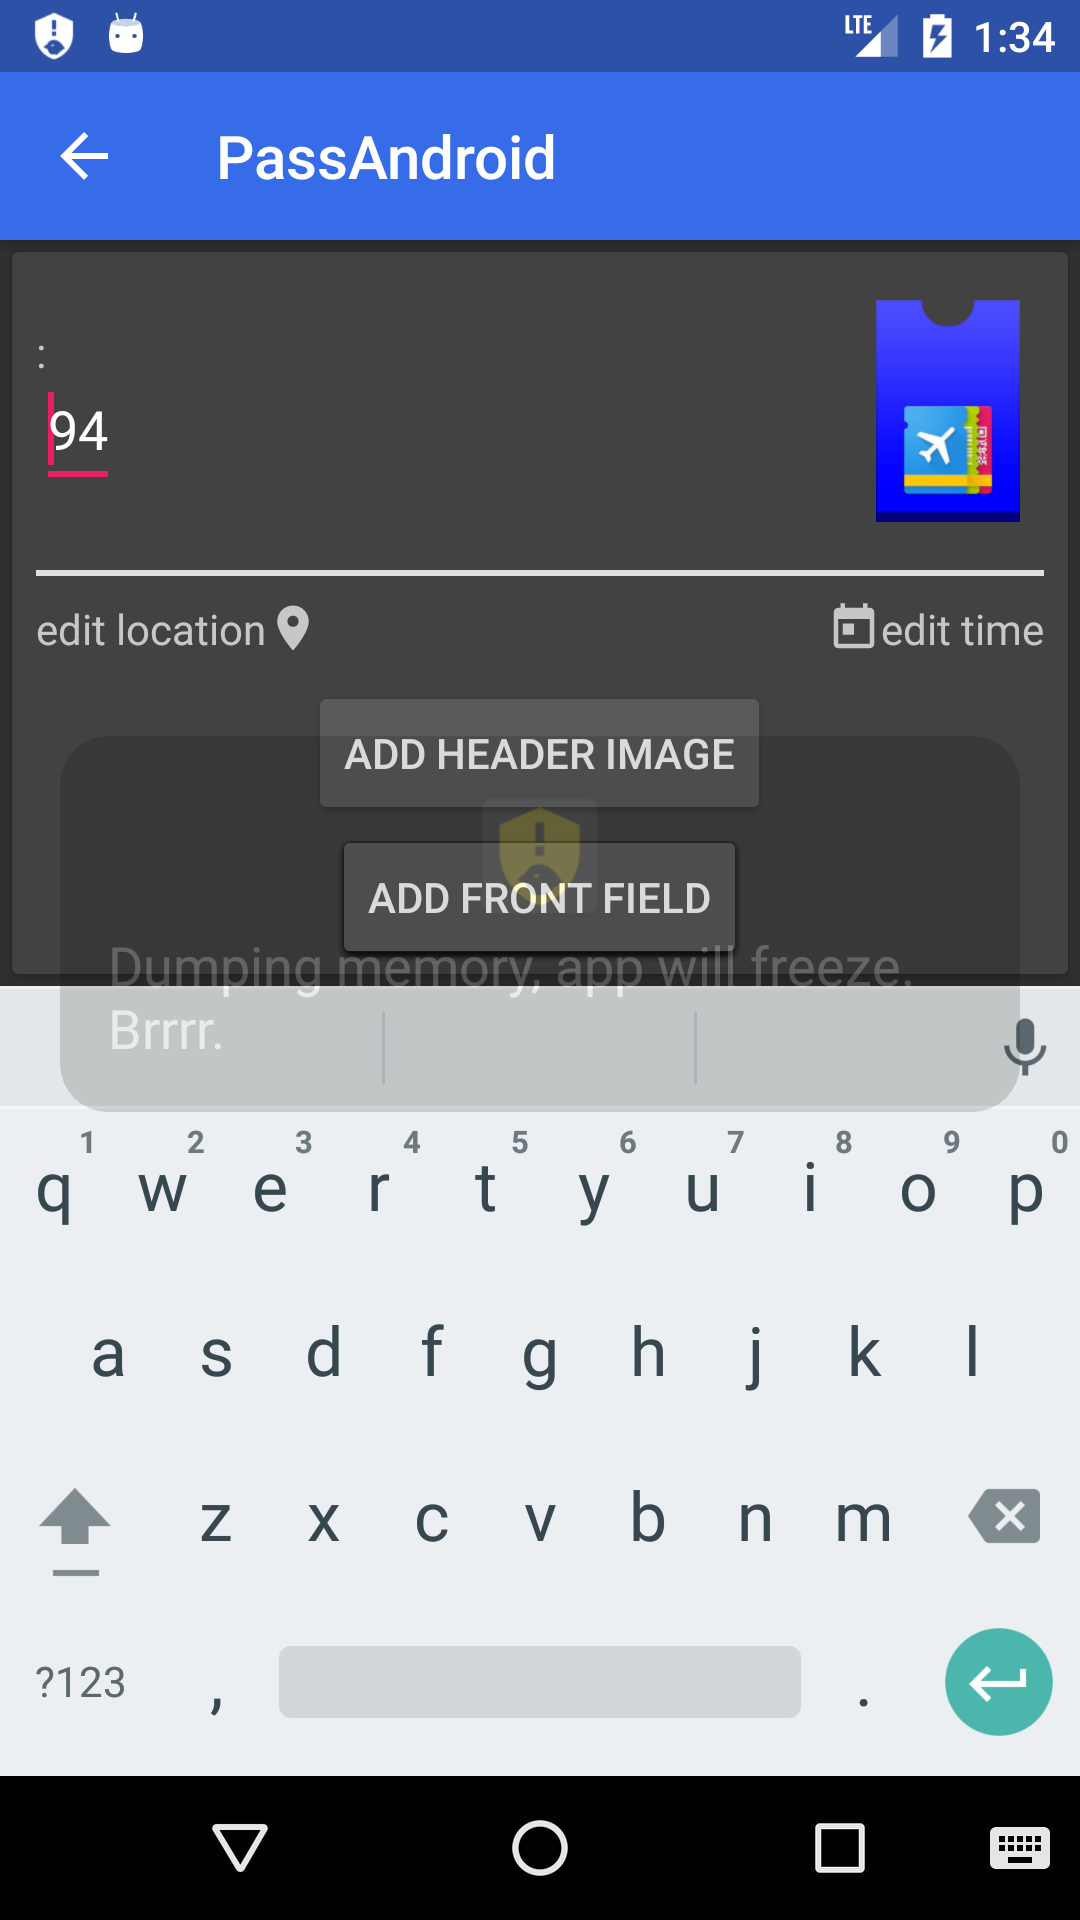 LTE 1:34
PassAndroid
:
94
edit location edit time
ADD HEADER IMAGE
ADD FRONT FIELD
Dumping memory, app will freeze.
Brrrr.
1 2 3 4 5 6 7 8 9 0
q w e r t y u i o p
a s d f g h j k l
z x c v b n m
?123 , .